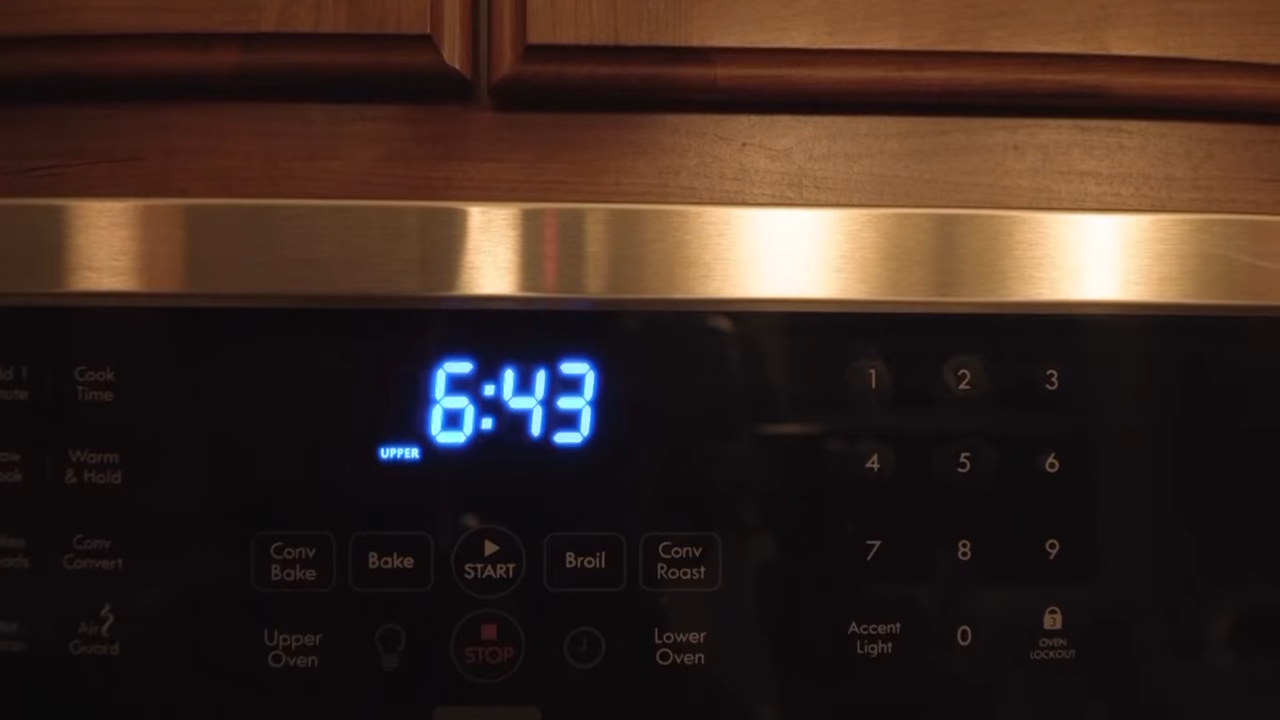 6:43
UPPER
Cook
Time
Warm
& Hold
Conv
Convert
Air
Guard
Conv
Bake
Bake
START
Broil
Conv
Roast
Upper
Oven
STOP
Lower
Oven
1 2 3
4 5 6
7 8 9
Accent
Light
0
3
OVEN
LOCKOUT